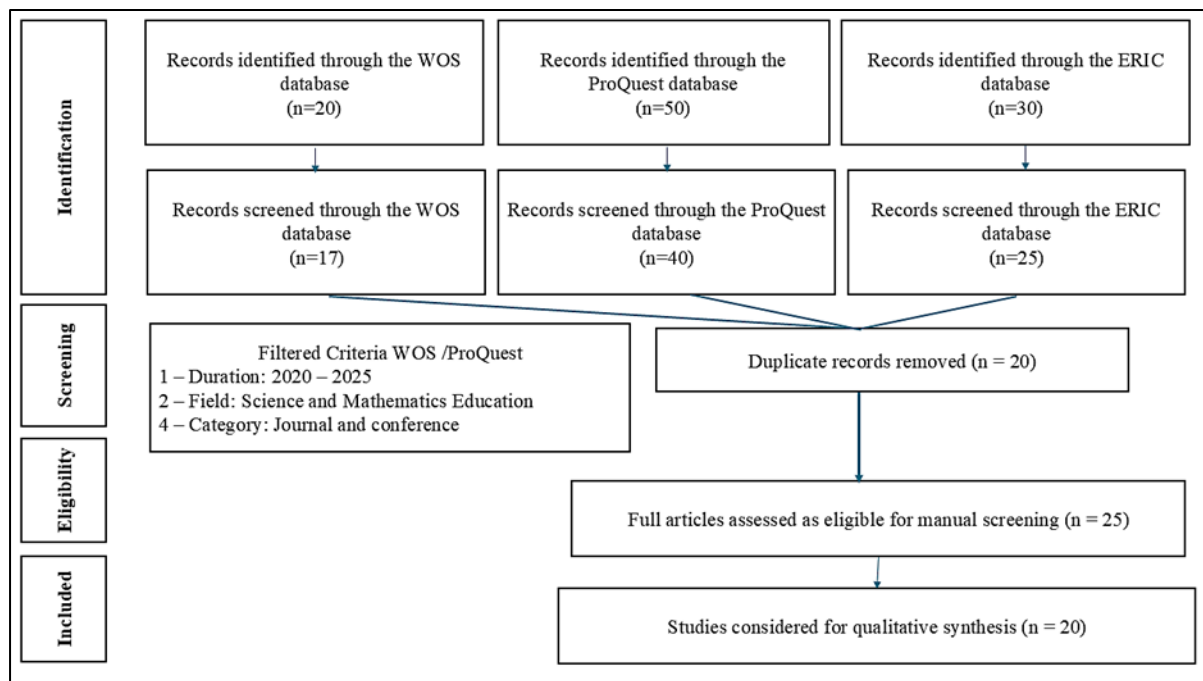 Identification
Records identified through the WOS
database
(n=20)
Records identified through the
ProQuest database
(n=50)
Records identified through the ERIC
database
(n=30)
Records screened through the WOS
database
(n=17)
Records screened through the ProQuest
database
(n=40)
Records screened through the ERIC
database
(n=25)
Screening
Filtered Criteria WOS /ProQuest
1 – Duration: 2020 – 2025
2 – Field: Science and Mathematics Education
4 – Category: Journal and conference
Duplicate records removed (n = 20)
Eligibility
Full articles assessed as eligible for manual screening (n = 25)
Included
Studies considered for qualitative synthesis (n = 20)